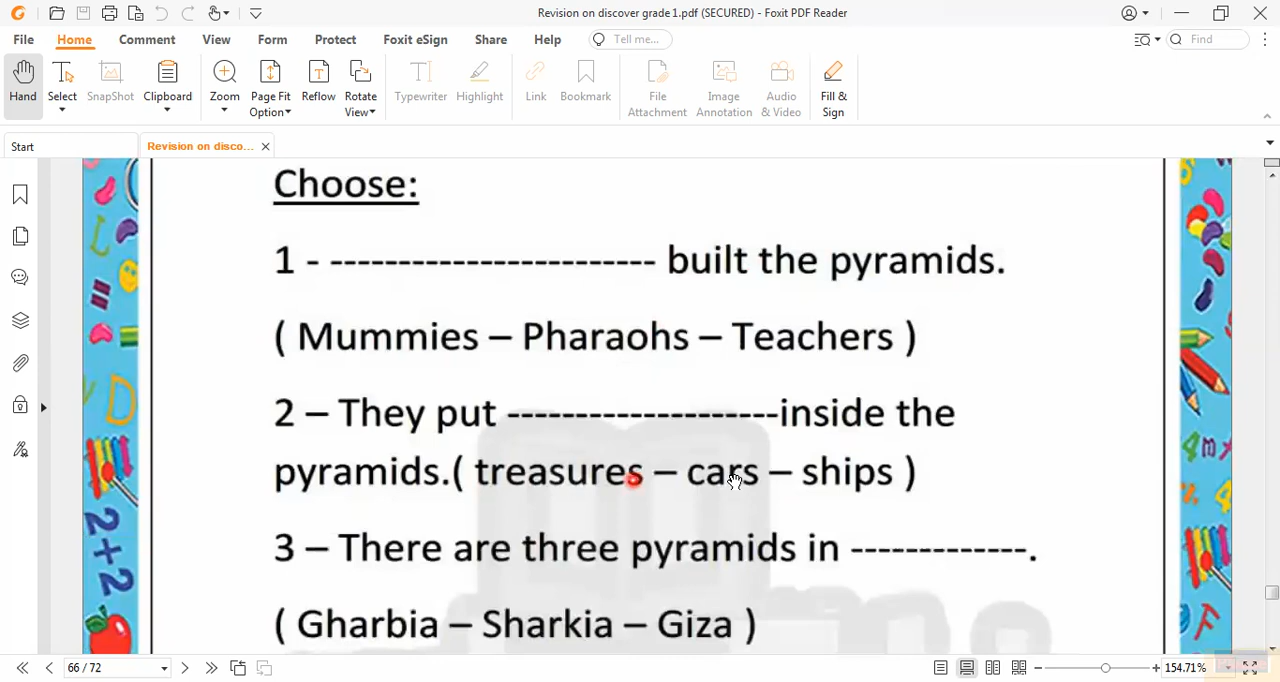 Revision on discover grade1.pdf (SECURED) - Foxit PDF Reader
File Home Comment View Form Protect Foxit eSign Share Help Tell me... Find
Hand Select SnapShot Clipboard Zoom Page Fit Option Reflow Rotate View Typewriter Highlight Link Bookmark File Attachment Image Annotation Audio & Video Fill & Sign
Start Revision on disco...
Choose:
1 - ------------------------ built the pyramids.
( Mummies – Pharaohs – Teachers )
2 – They put --------------------inside the
pyramids.( treasures – cars – ships )
3 – There are three pyramids in -------------.
( Gharbia – Sharkia – Giza )
66 / 72 154.71%